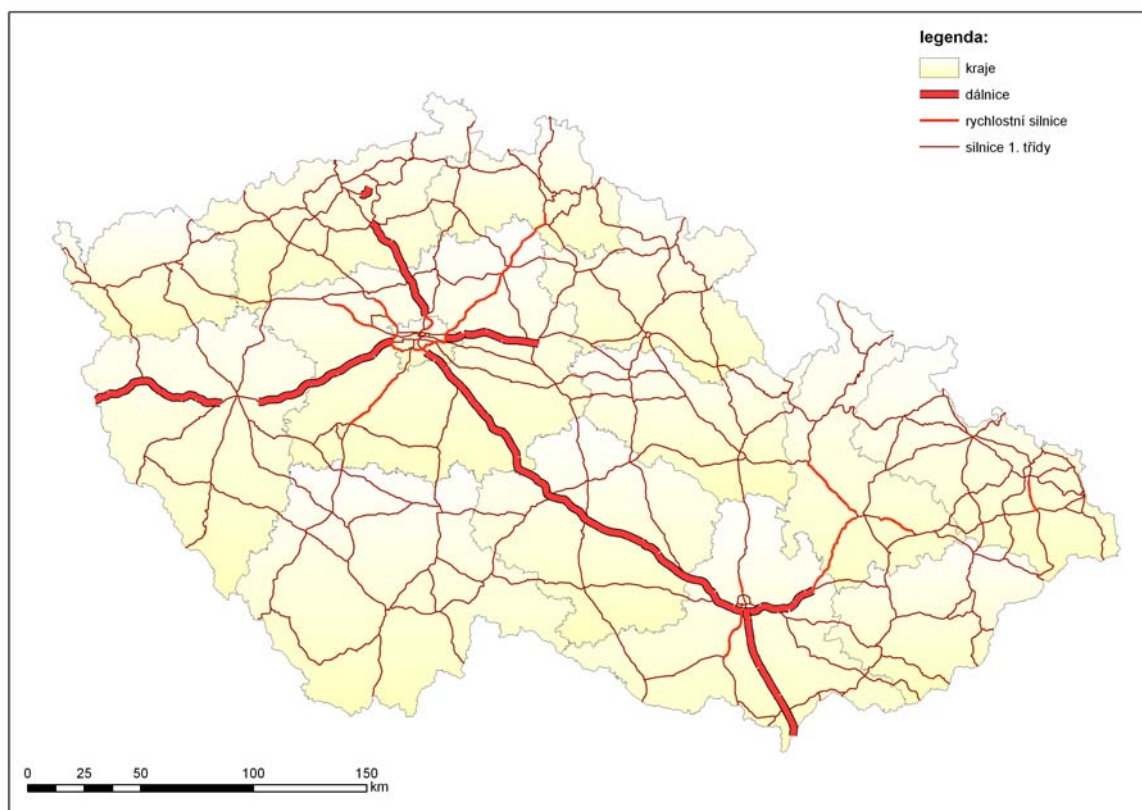 legenda:
kraje
dálnice
rychlostní silnice
silnice 1. třídy
0 25 50 100 150
km